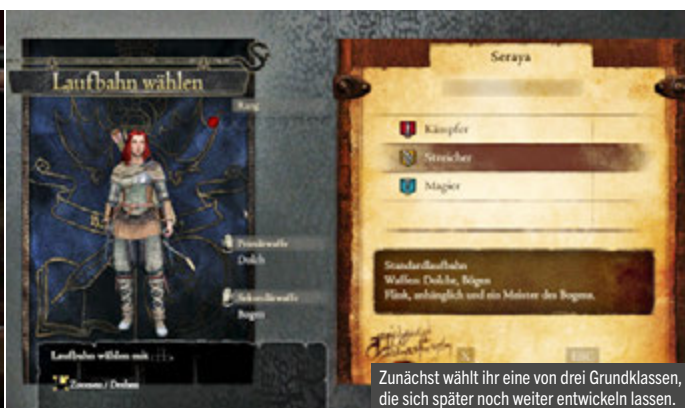 Laufbahn wählen
Rang
Primärwaffe
Dolch
Sekundärwaffe
Bogen
Laufbahn wählen mit
Zoomen / Drehen
Seraya
Kämpfer
Streicher
Magier
Standardlaufbahn
Waffen: Dolche, Bögen
Flink, anhänglich und ein Meister des Bogens.
N
ESC
Zunächst wählt ihr eine von drei Grundklassen,
die sich später noch weiter entwickeln lassen.